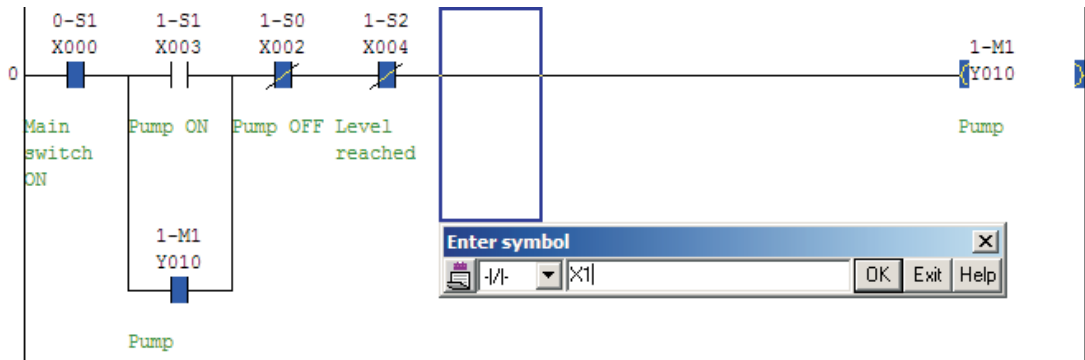 0-S1 1-S1 1-S0 1-S2
X000 X003 X002 X004 1-M1
0 Y010
Main Pump ON Pump OFF Level Pump
switch reached
ON
1-M1
Y010
Enter symbol
-|/|- X1 OK Exit Help
Pump